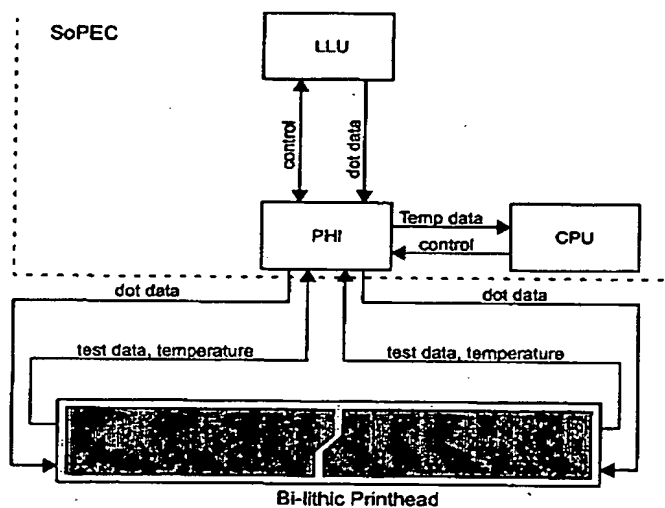 SoPEC
LLU
control
dot data
PHI
Temp data
control
CPU
dot data
dot data
test data, temperature
test data, temperature
Bi-lithic Printhead